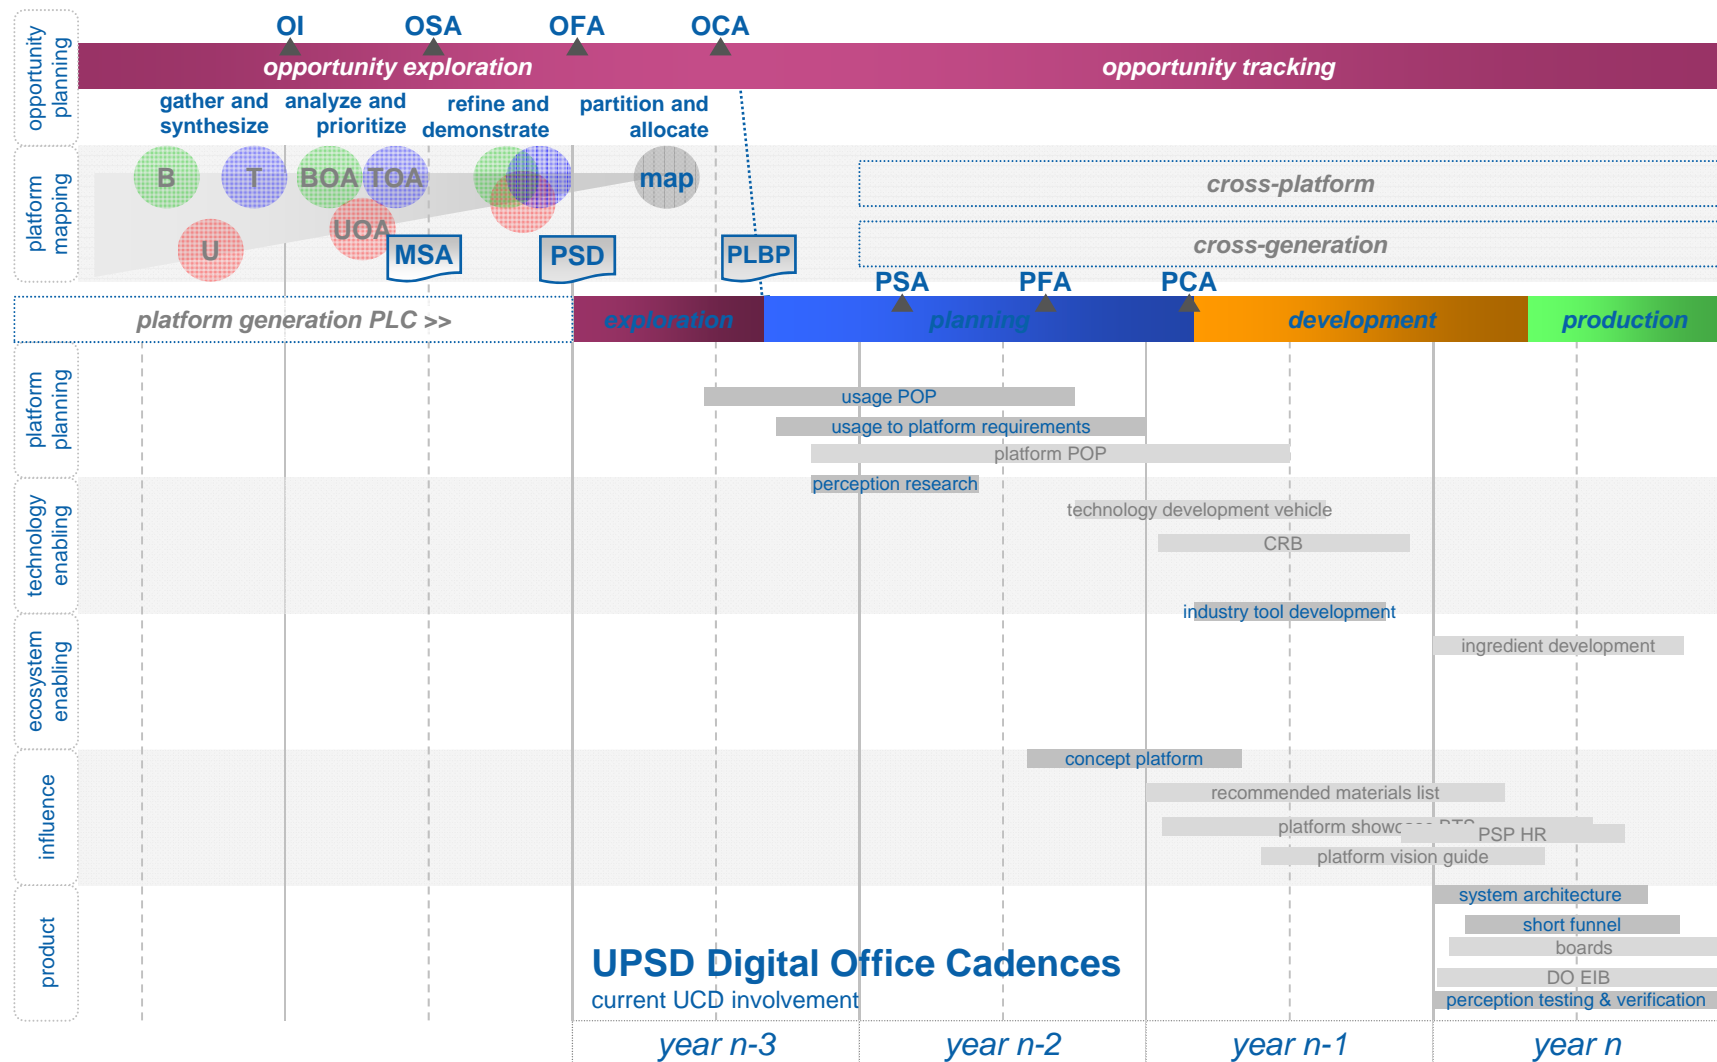 OI
OSA
OFA
OCA
opportunity
planning
opportunity exploration
opportunity tracking
gather and
synthesize
analyze and
prioritize
refine and
demonstrate
partition and
allocate
platform
mapping
B
T
BOA
TOA
map
U
UOA
MSA
PSD
PLBP
cross-platform
cross-generation
PSA
PFA
PCA
platform generation PLC >>
exploration
planning
development
production
platform
planning
usage POP
usage to platform requirements
platform POP
technology
enabling
perception research
technology development vehicle
CRB
ecosystem
enabling
industry tool development
ingredient development
influence
concept platform
recommended materials list
platform showcase RTS
PSP HR
platform vision guide
product
system architecture
short funnel
boards
DO EIB
perception testing & verification
UPSD Digital Office Cadences
current UCD involvement
year n-3
year n-2
year n-1
year n